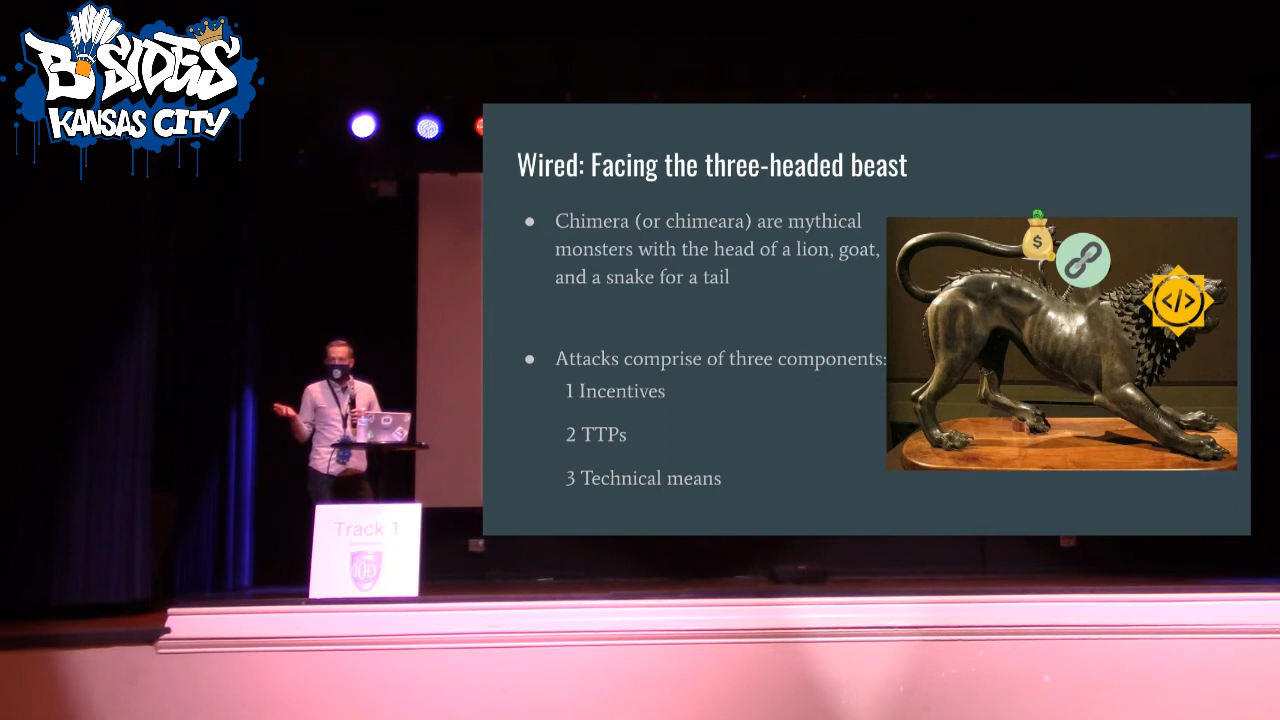 B·SIDES
KANSAS CITY
Wired: Facing the three-headed beast
● Chimera (or chimeara) are mythical
monsters with the head of a lion, goat,
and a snake for a tail
● Attacks comprise of three components:
1 Incentives
2 TTPs
3 Technical means
$
</>
Track 1